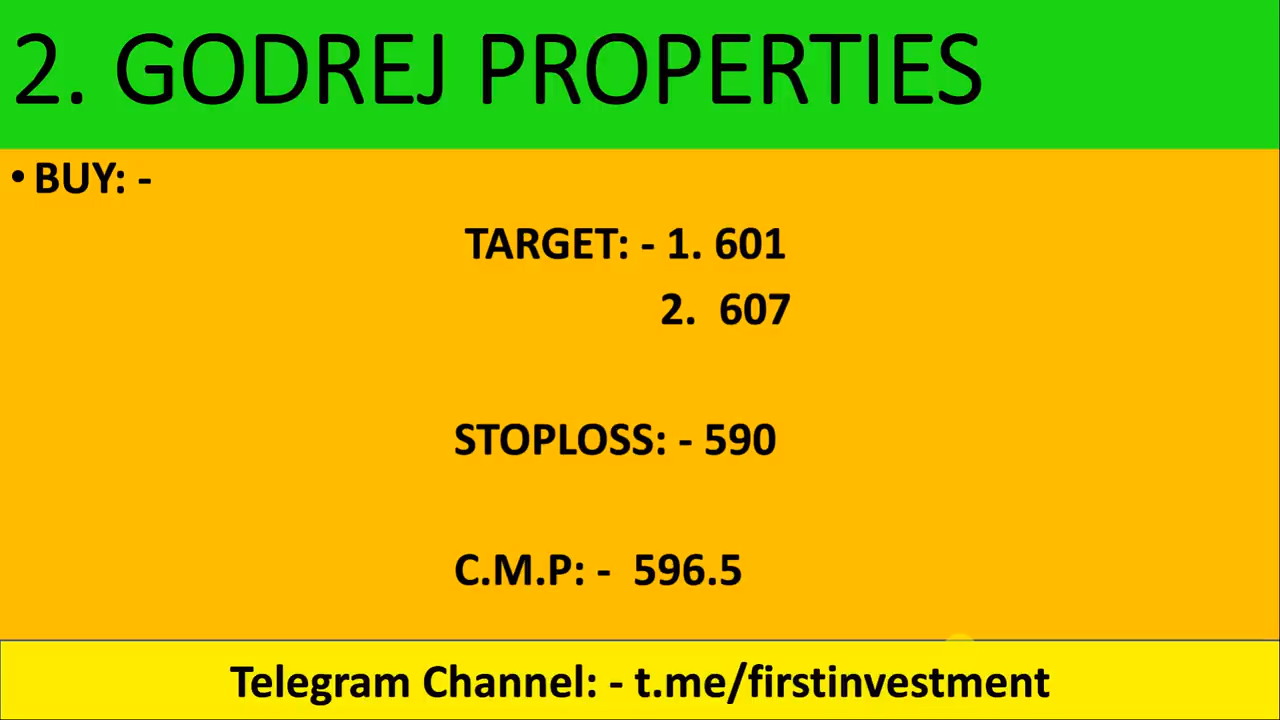 2. GODREJ PROPERTIES
• BUY: -
TARGET: - 1. 601
2. 607
STOPLOSS: - 590
C.M.P: - 596.5
Telegram Channel: - t.me/firstinvestment